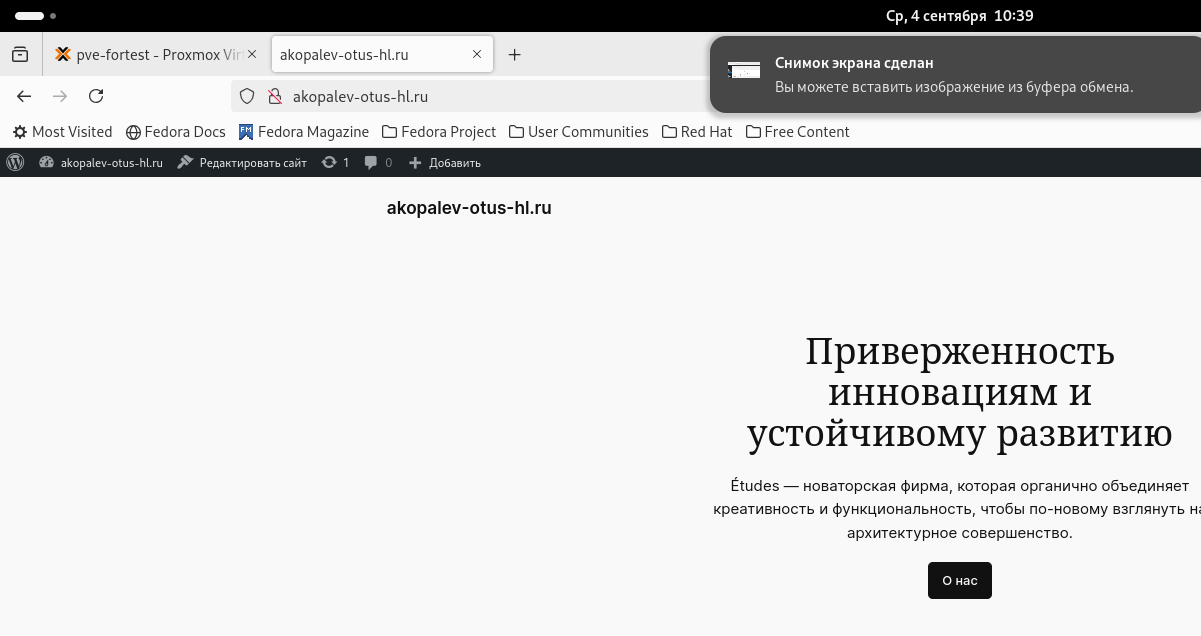 Ср, 4 сентября 10:39
pve-fortest - Proxmox Vir
akopalev-otus-hl.ru
Снимок экрана сделан
Вы можете вставить изображение из буфера обмена.
akopalev-otus-hl.ru
Most Visited Fedora Docs Fedora Magazine Fedora Project User Communities Red Hat Free Content
akopalev-otus-hl.ru Редактировать сайт 1 0 Добавить
akopalev-otus-hl.ru
Приверженность
инновациям и
устойчивому развитию
Études — новаторская фирма, которая органично объединяет
креативность и функциональность, чтобы по-новому взглянуть на
архитектурное совершенство.
О нас